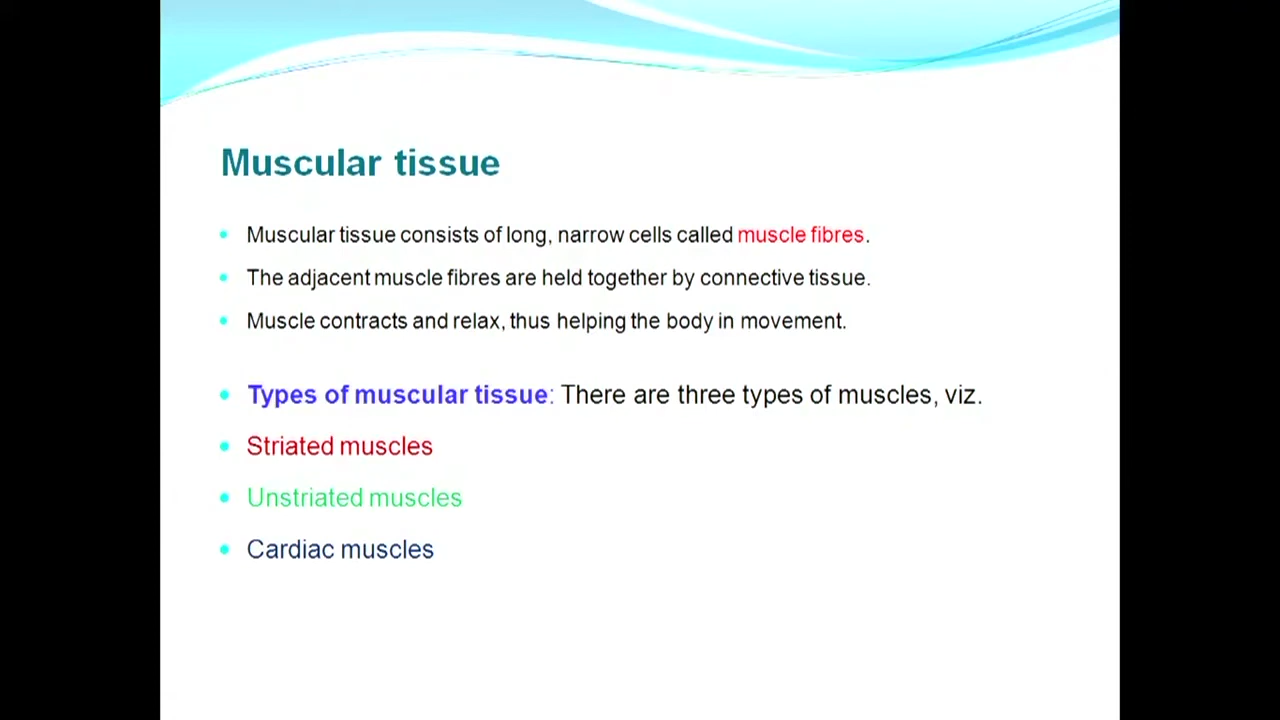 Muscular tissue
Muscular tissue consists of long, narrow cells called muscle fibres.
The adjacent muscle fibres are held together by connective tissue.
Muscle contracts and relax, thus helping the body in movement.
Types of muscular tissue: There are three types of muscles, viz.
Striated muscles
Unstriated muscles
Cardiac muscles